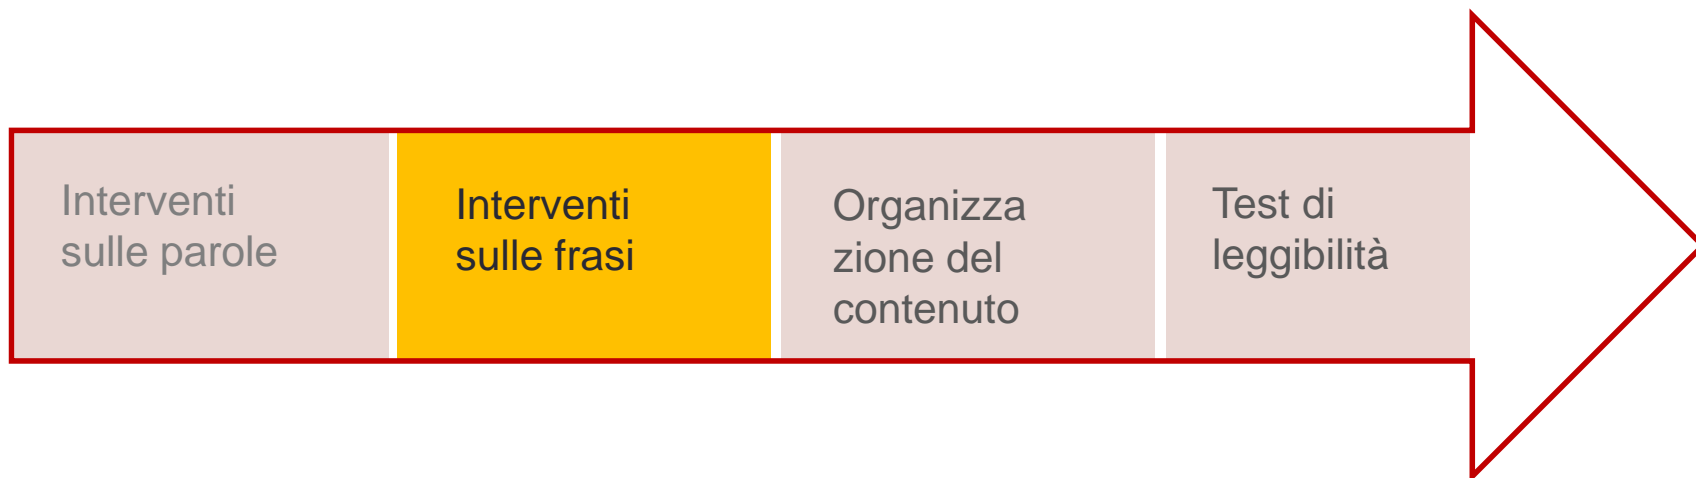 Interventi
sulle parole
Interventi
sulle frasi
Organizza
zione del
contenuto
Test di
leggibilità